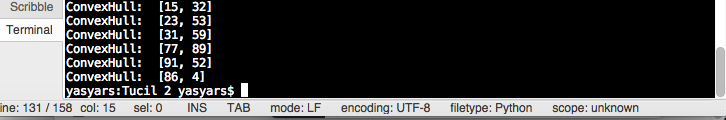 Scribble
Terminal
ConvexHull:  [15, 32]
ConvexHull:  [23, 53]
ConvexHull:  [31, 59]
ConvexHull:  [77, 89]
ConvexHull:  [91, 52]
ConvexHull:  [86, 4]
yasyars:Tucil 2 yasyars$
ine: 131 / 158 col: 15 sel: 0 INS TAB mode: LF encoding: UTF-8 filetype: Python scope: unknown